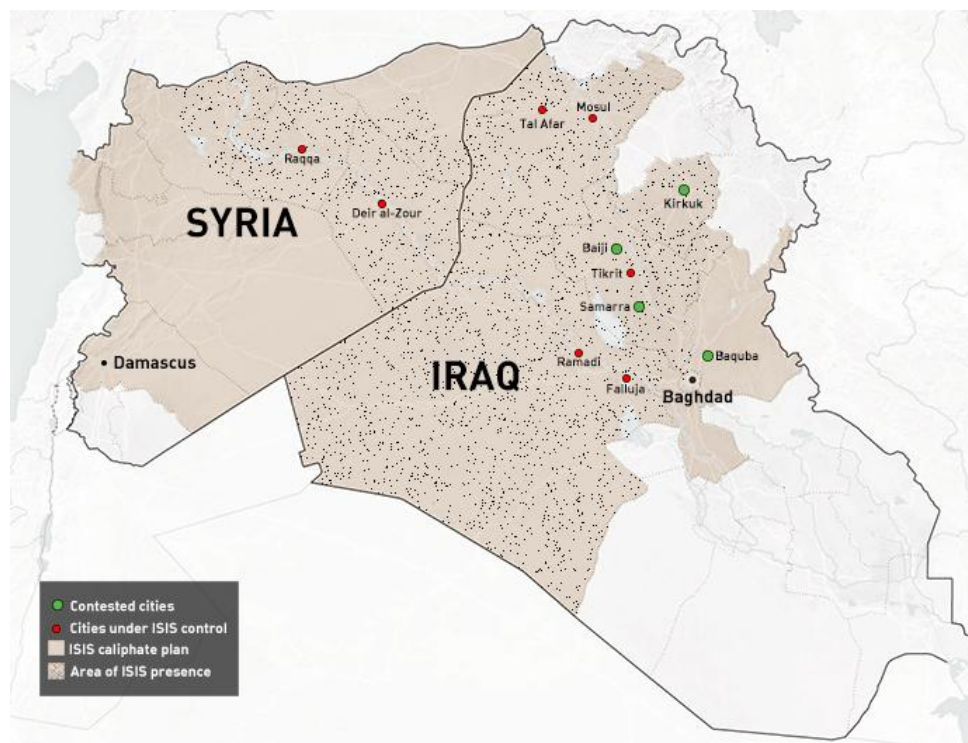 Mosul
Tal Afar
Raqqa
Kirkuk
Deir al-Zour
SYRIA
Baiji
Tikrit
Samarra
Damascus
Ramadi
Baquba
IRAQ
Falluja
Baghdad
Contested cities
Cities under ISIS control
ISIS caliphate plan
Area of ISIS presence